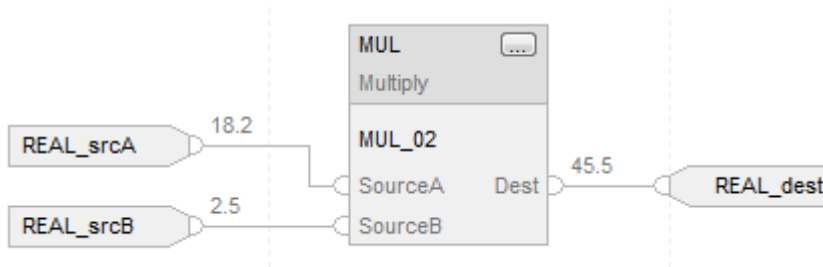 MUL ...
Multiply
MUL_02
18.2
REAL_srcA
SourceA Dest
45.5
REAL_dest
2.5
REAL_srcB
SourceB